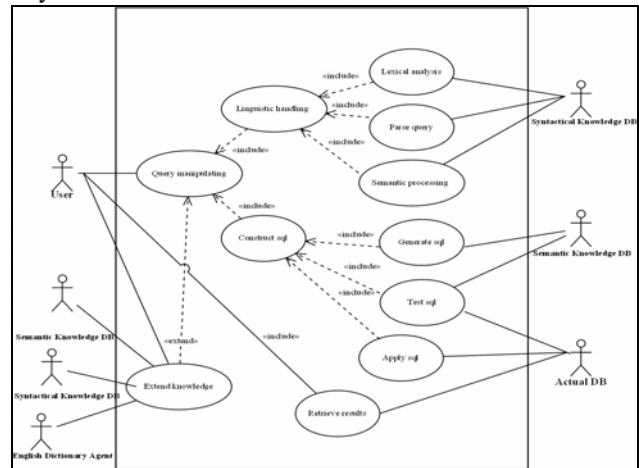 Lexical analysis
«include»
Linguistic handling
«include»
Parse query
Syntactical Knowledge DB
«include»
«include»
Query manipulating
Semantic processing
User
«include»
Construct sql
«include»
Generate sql
Semantic Knowledge DB
«include»
Test sql
«include»
Semantic Knowledge DB
«include»
«extend»
Apply sql
Actual DB
Extend knowledge
Syntactical Knowledge DB
Retrieve results
English Dictionary Agent